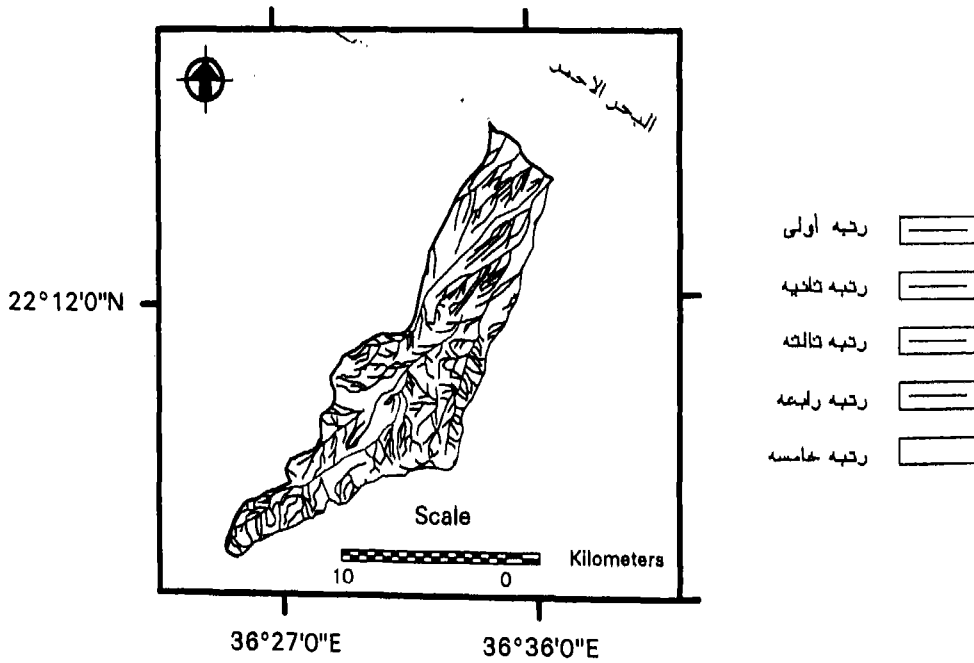 البحر الاحمر
رتبه أولى
رتبه ثانيه
رتبه ثالثه
رتبه رابعه
رتبه خامسه
22°12'0"N
Scale
Kilometers
10 0
36°27'0"E 36°36'0"E